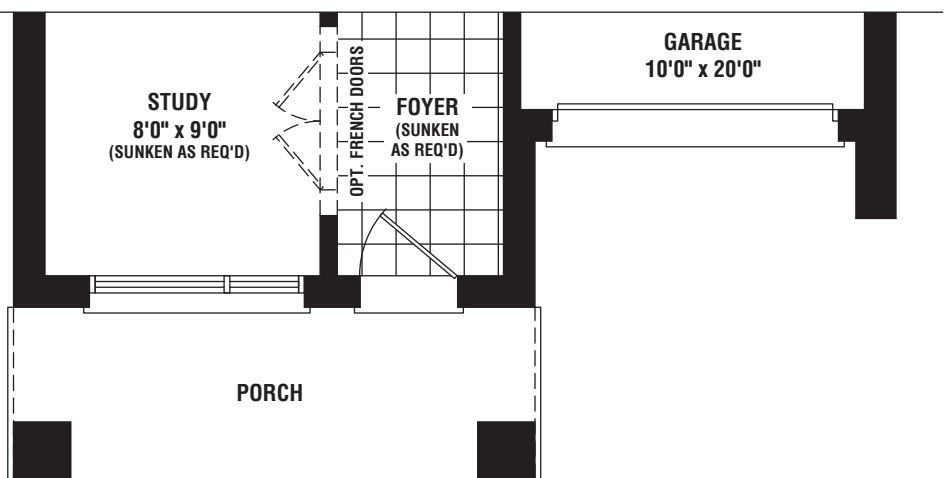 STUDY
8'0" x 9'0"
(SUNKEN AS REQ'D)
OPT. FRENCH DOORS
FOYER
(SUNKEN
AS REQ'D)
GARAGE
10'0" x 20'0"
PORCH